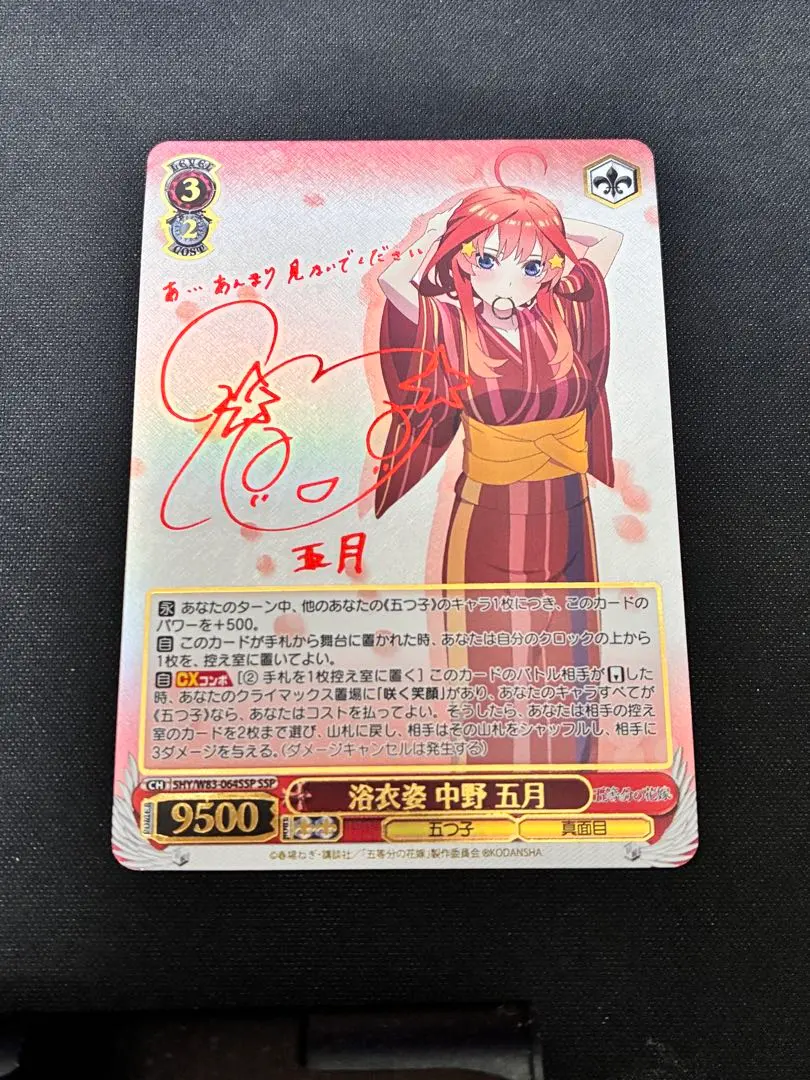 LEVEL
3
2
COST
あ… あんまり 見ないでください
五月
永 あなたのターン中、他のあなたの《五つ子》のキャラ1枚につき、このカードの
パワーを+500。
自 このカードが手札から舞台に置かれた時、あなたは自分のクロックの上から
1枚を、控え室に置いてよい。
自 CXコンボ [② 手札を1枚控え室に置く] このカードのバトル相手が した
時、あなたのクライマックス置場に「咲く笑顔」があり、あなたのキャラすべてが
《五つ子》なら、あなたはコストを払ってよい。そうしたら、あなたは相手の控え
室のカードを2枚まで選び、山札に戻し、相手はその山札をシャッフルし、相手に
3ダメージを与える。(ダメージキャンセルは発生する)
CH 5HY/W83-064SSP SSP
浴衣姿 中野 五月
五等分の花嫁
POWER
9500
SOUL
五つ子
真面目
©春場ねぎ・講談社/「五等分の花嫁」製作委員会 ®KODANSHA